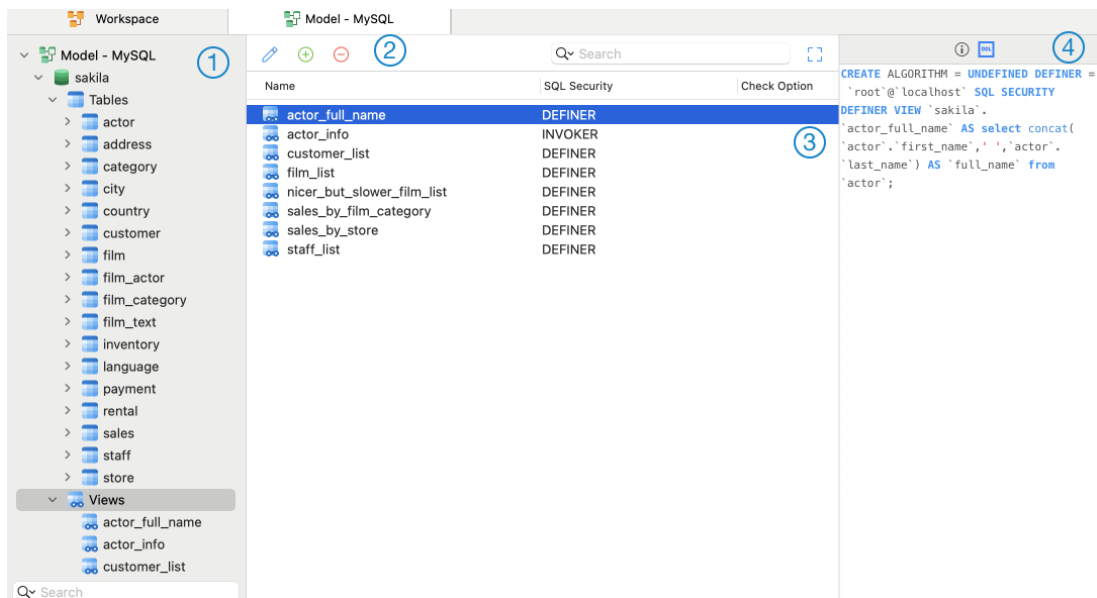 Workspace
Model - MySQL
Model - MySQL
1
sakila
Tables
actor
address
category
city
country
customer
film
film_actor
film_category
film_text
inventory
language
payment
rental
sales
staff
store
Views
actor_full_name
actor_info
customer_list
Search
2
Search
Name SQL Security Check Option
actor_full_name DEFINER
actor_info INVOKER
customer_list DEFINER
film_list DEFINER
nicer_but_slower_film_list DEFINER
sales_by_film_category DEFINER
sales_by_store DEFINER
staff_list DEFINER
3
DDL
4
CREATE ALGORITHM = UNDEFINED DEFINER =
`root`@`localhost` SQL SECURITY
DEFINER VIEW `sakila`.
`actor_full_name` AS select concat(
`actor`.`first_name`,' ',`actor`.
`last_name`) AS `full_name` from
`actor`;